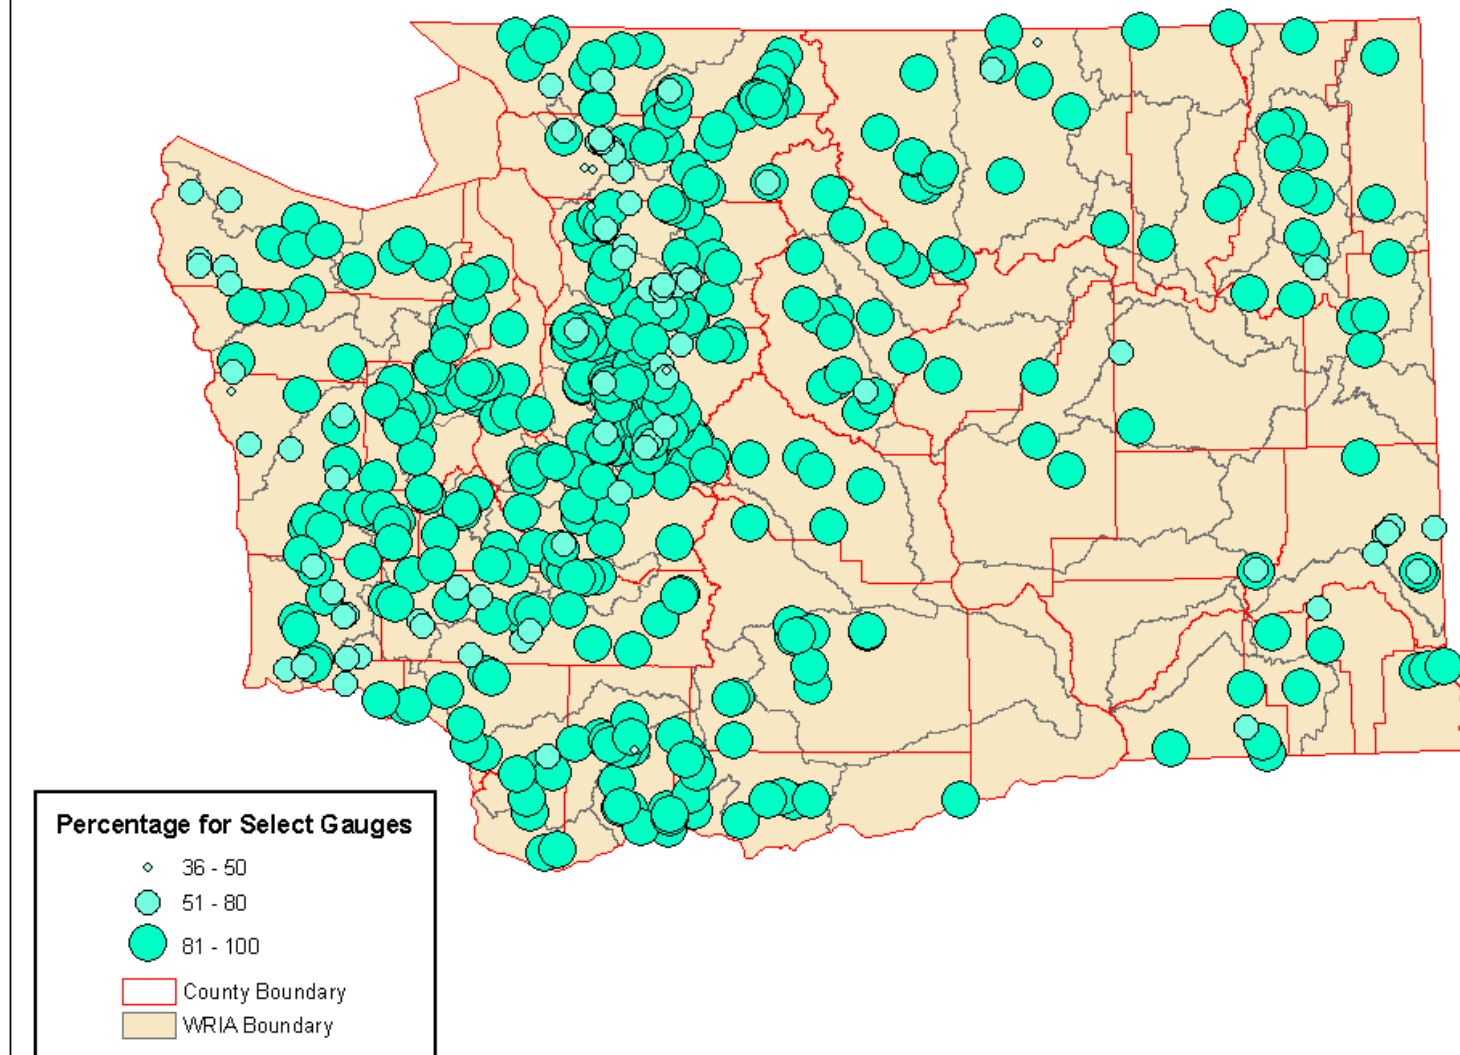 Percentage for Select Gauges
36 - 50
51 - 80
81 - 100
County Boundary
WRIA Boundary